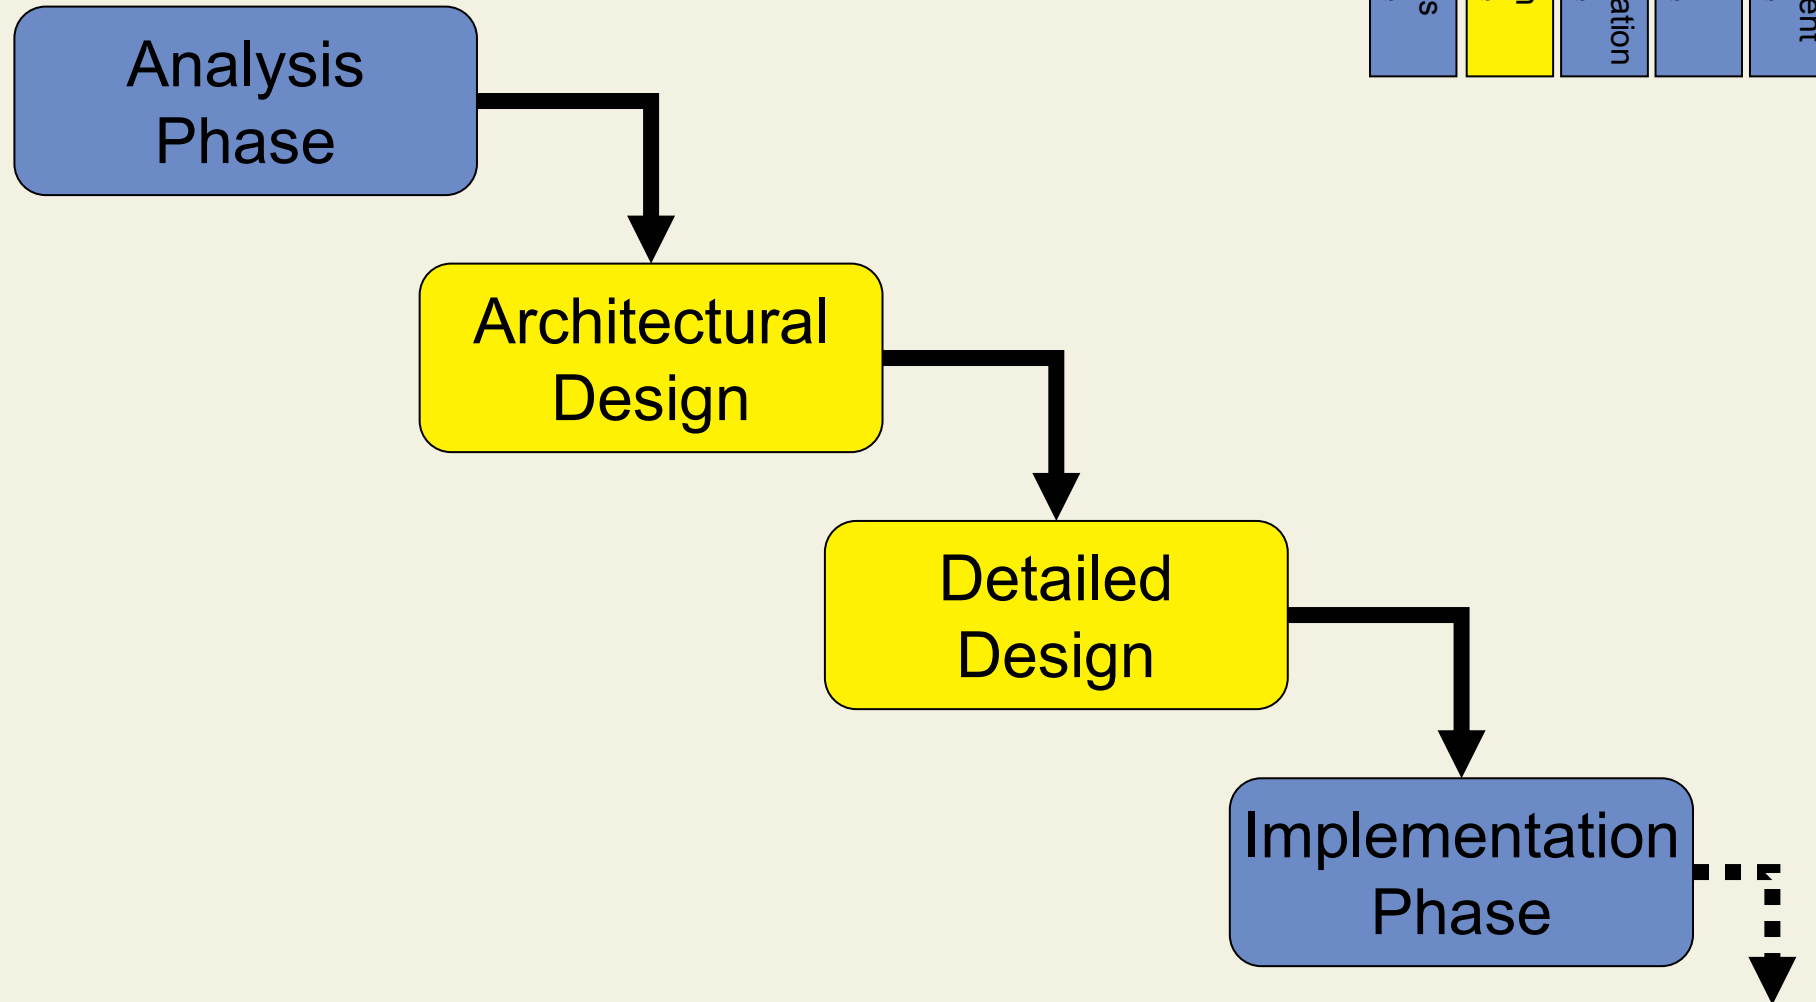 Analysis
Phase
Architectural
Design
Detailed
Design
Implementation
Phase